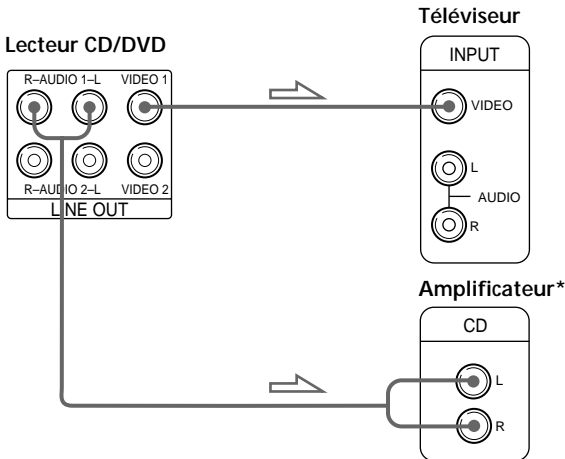 Téléviseur
Lecteur CD/DVD
INPUT
R–AUDIO 1–L VIDEO 1
VIDEO
L
R–AUDIO 2–L VIDEO 2
AUDIO
LINE OUT
R
Amplificateur*
CD
L
R